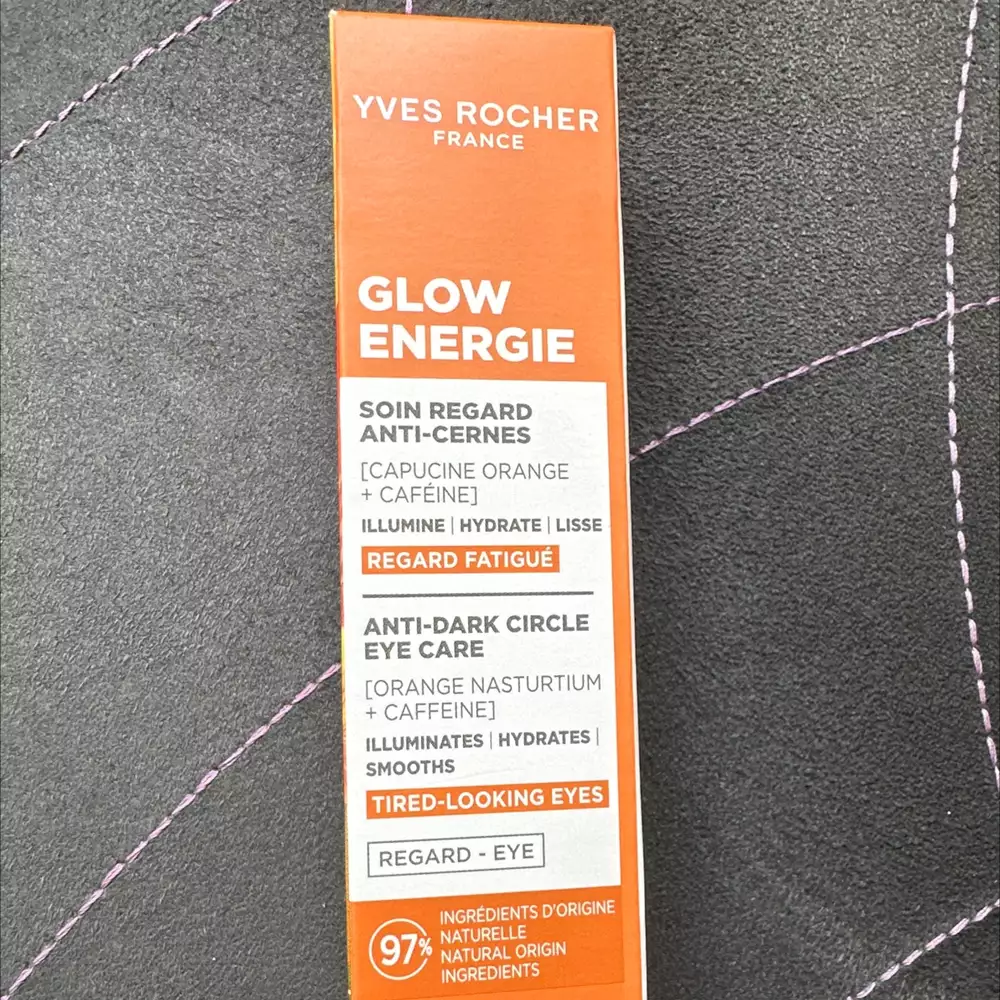 YVES ROCHER
FRANCE
GLOW
ENERGIE
SOIN REGARD
ANTI-CERNES
[CAPUCINE ORANGE
+ CAFÉINE]
ILLUMINE | HYDRATE | LISSE
REGARD FATIGUÉ
ANTI-DARK CIRCLE
EYE CARE
[ORANGE NASTURTIUM
+ CAFFEINE]
ILLUMINATES | HYDRATES |
SMOOTHS
TIRED-LOOKING EYES
REGARD - EYE
97%
INGRÉDIENTS D'ORIGINE
NATURELLE
NATURAL ORIGIN
INGREDIENTS